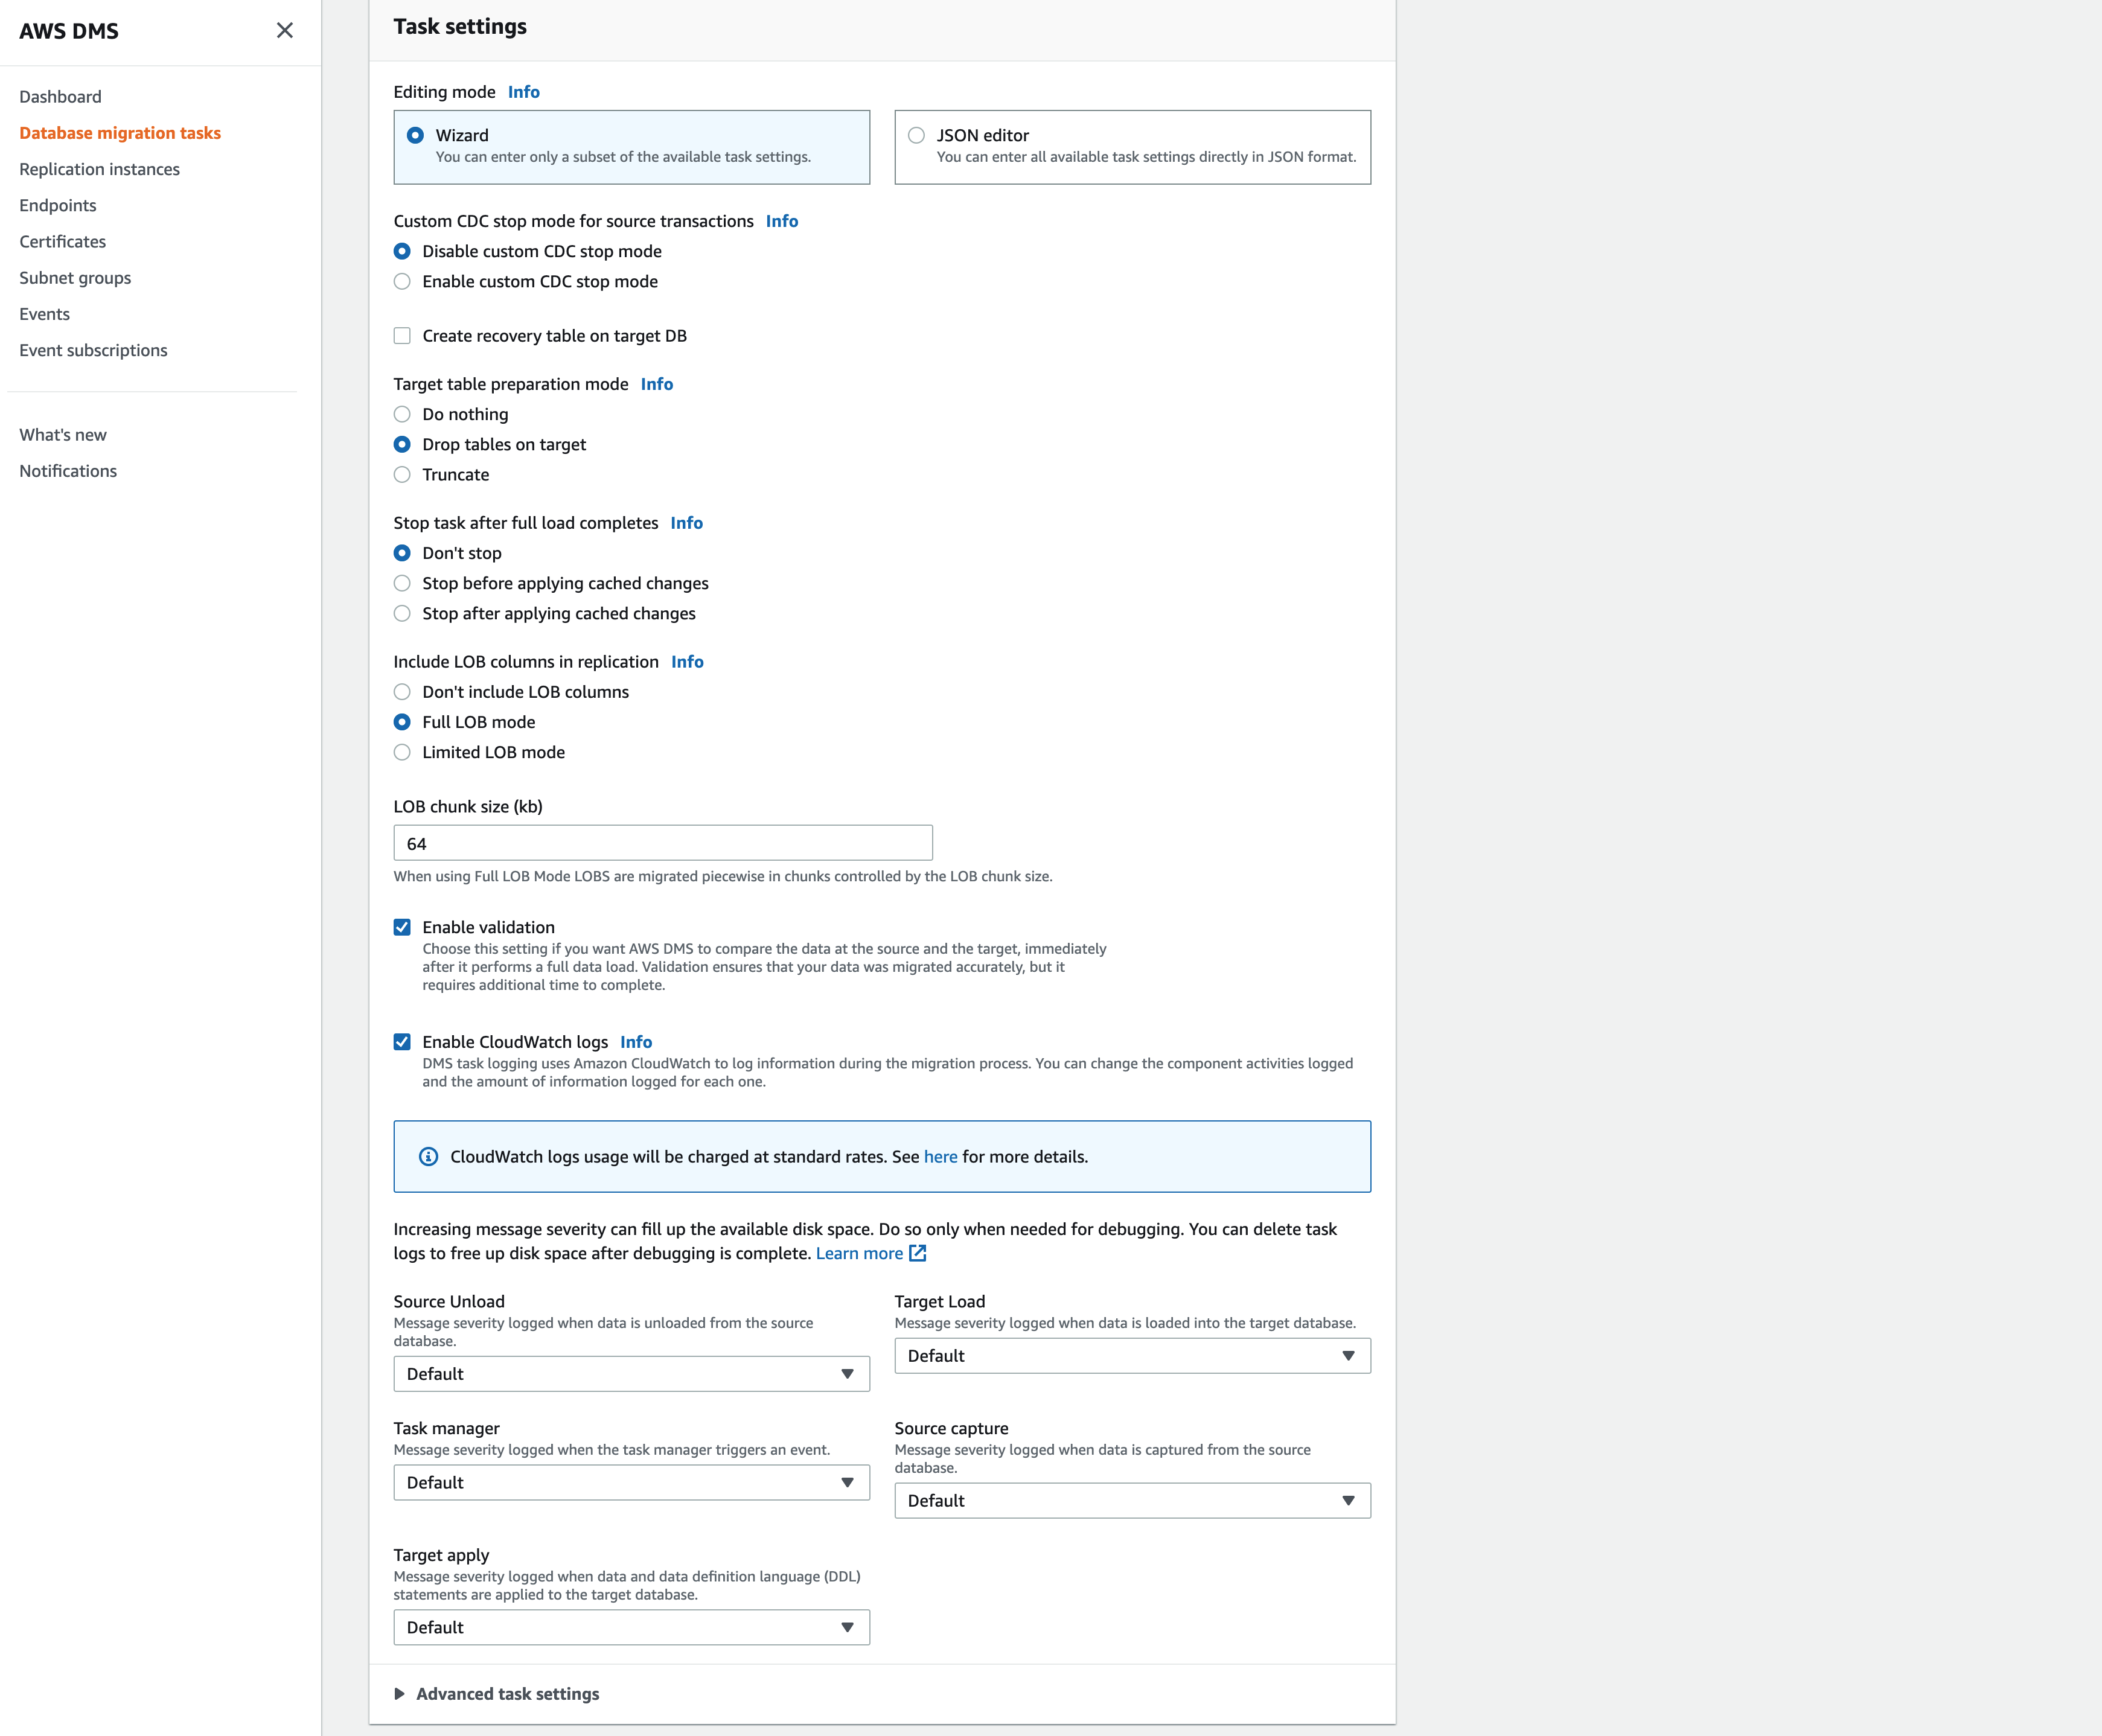 AWS DMS
Dashboard
Database migration tasks
Replication instances
Endpoints
Certificates
Subnet groups
Events
Event subscriptions
What's new
Notifications
Task settings
Editing mode Info
Wizard
You can enter only a subset of the available task settings.
JSON editor
You can enter all available task settings directly in JSON format.
Custom CDC stop mode for source transactions Info
Disable custom CDC stop mode
Enable custom CDC stop mode
Create recovery table on target DB
Target table preparation mode Info
Do nothing
Drop tables on target
Truncate
Stop task after full load completes Info
Don't stop
Stop before applying cached changes
Stop after applying cached changes
Include LOB columns in replication Info
Don't include LOB columns
Full LOB mode
Limited LOB mode
LOB chunk size (kb)
64
When using Full LOB Mode LOBS are migrated piecewise in chunks controlled by the LOB chunk size.
Enable validation
Choose this setting if you want AWS DMS to compare the data at the source and the target, immediately
after it performs a full data load. Validation ensures that your data was migrated accurately, but it
requires additional time to complete.
Enable CloudWatch logs Info
DMS task logging uses Amazon CloudWatch to log information during the migration process. You can change the component activities logged
and the amount of information logged for each one.
CloudWatch logs usage will be charged at standard rates. See here for more details.
Increasing message severity can fill up the available disk space. Do so only when needed for debugging. You can delete task
logs to free up disk space after debugging is complete. Learn more
Source Unload
Message severity logged when data is unloaded from the source
database.
Default
Target Load
Message severity logged when data is loaded into the target database.
Default
Task manager
Message severity logged when the task manager triggers an event.
Default
Source capture
Message severity logged when data is captured from the source
database.
Default
Target apply
Message severity logged when data and data definition language (DDL)
statements are applied to the target database.
Default
Advanced task settings